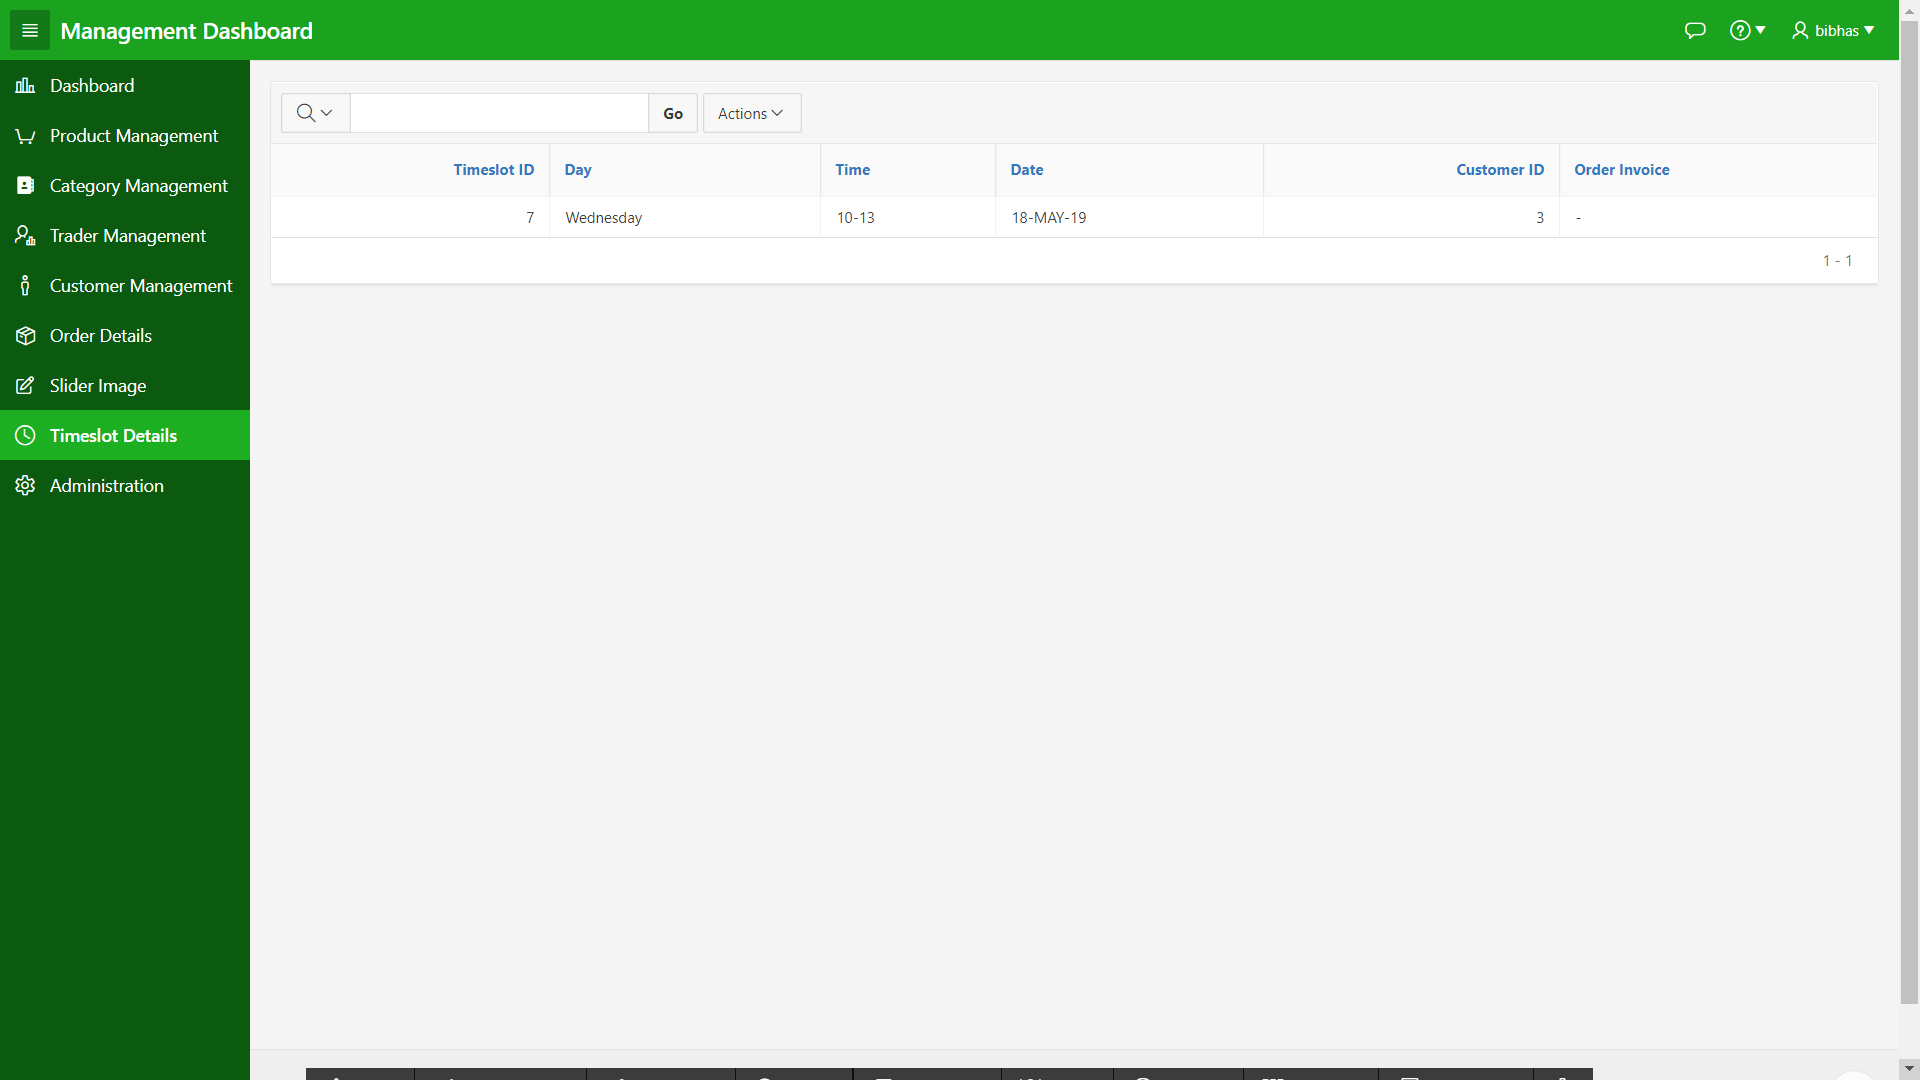 Management Dashboard
bibhas
Dashboard
Product Management
Category Management
Trader Management
Customer Management
Order Details
Slider Image
Timeslot Details
Administration
Go Actions
Timeslot ID Day Time Date Customer ID Order Invoice
7 Wednesday 10-13 18-MAY-19 3 -
1 - 1